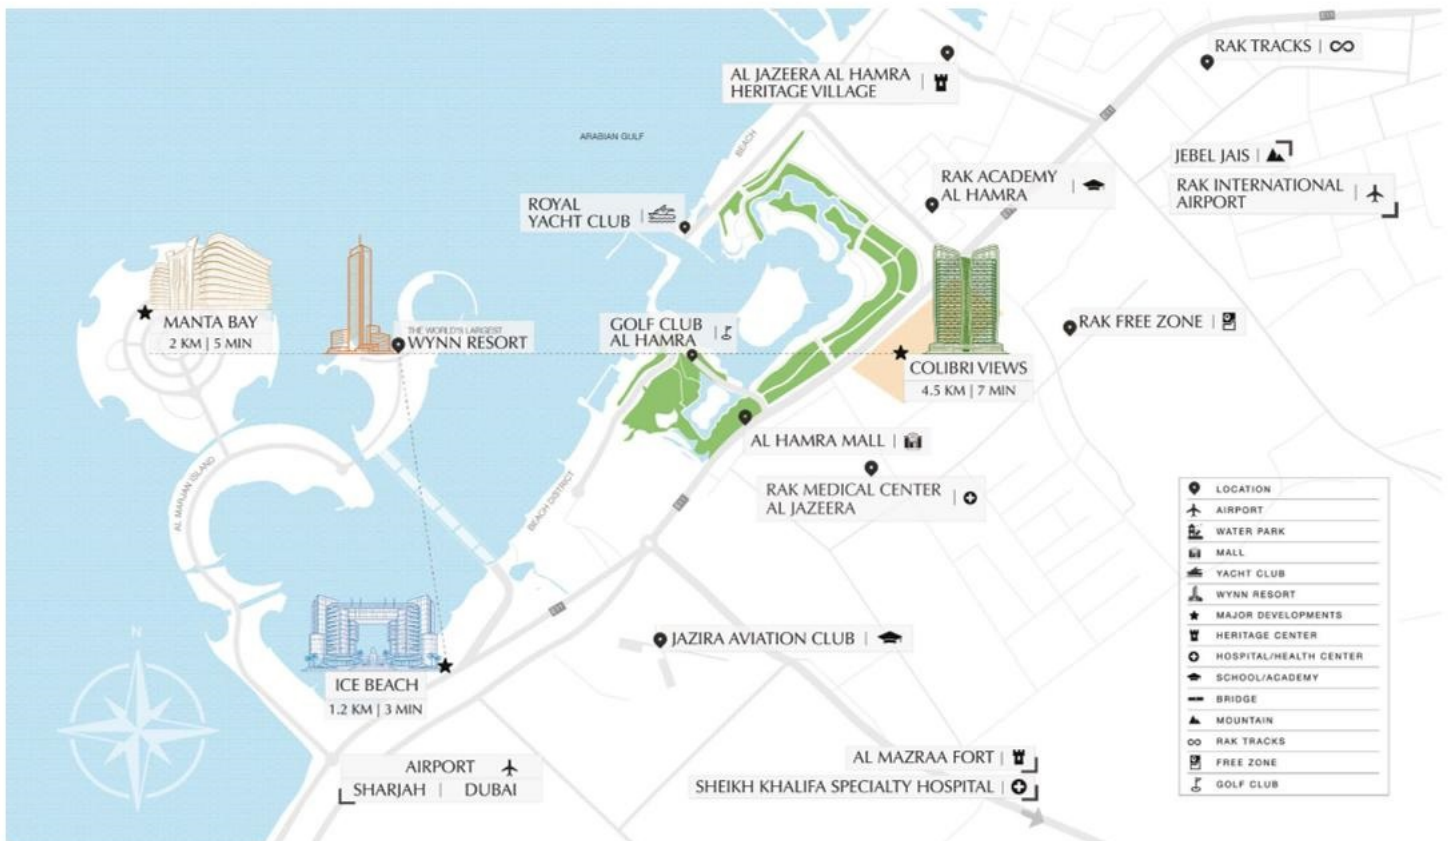 RAK TRACKS
AL JAZEERA AL HAMRA
HERITAGE VILLAGE
ARABIAN GULF
BEACH
JEBEL JAIS
RAK INTERNATIONAL
AIRPORT
RAK ACADEMY
AL HAMRA
ROYAL
YACHT CLUB
MANTA BAY
2 KM | 5 MIN
THE WORLD'S LARGEST
WYNN RESORT
GOLF CLUB
AL HAMRA
RAK FREE ZONE
COLIBRI VIEWS
4.5 KM | 7 MIN
AL HAMRA MALL
RAK MEDICAL CENTER
AL JAZEERA
AL MARJAN ISLAND
BEACH DISTRICT
JAZIRA AVIATION CLUB
N
ICE BEACH
1.2 KM | 3 MIN
AIRPORT
SHARJAH | DUBAI
AL MAZRAA FORT
SHEIKH KHALIFA SPECIALTY HOSPITAL
LOCATION
AIRPORT
WATER PARK
MALL
YACHT CLUB
WYNN RESORT
MAJOR DEVELOPMENTS
HERITAGE CENTER
HOSPITAL/HEALTH CENTER
SCHOOL/ACADEMY
BRIDGE
MOUNTAIN
RAK TRACKS
FREE ZONE
GOLF CLUB